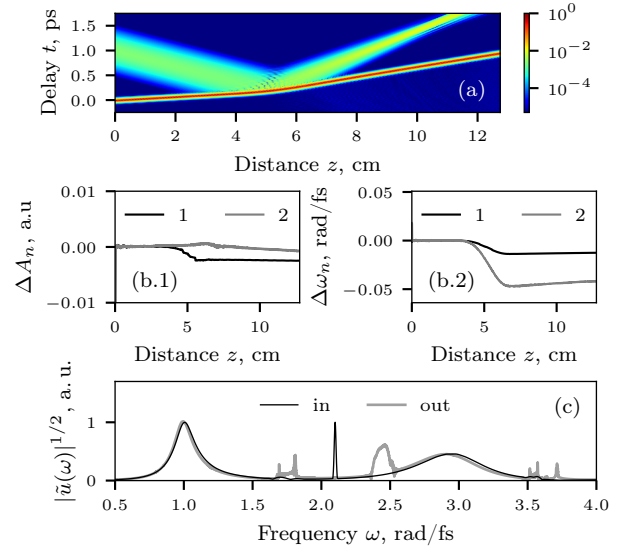 Delay t, ps
1.5
1.0
0.5
0.0
(a)
10⁰
10⁻²
10⁻⁴
0 2 4 6 8 10 12
Distance z, cm
ΔAₙ, a.u
0.01
0.00
−0.01
1 2
(b.1)
0 5 10
Distance z, cm
Δωₙ, rad/fs
0.05
0.00
−0.05
1 2
(b.2)
0 5 10
Distance z, cm
|ũ(ω)|^{1/2}, a. u.
1
0
in out
(c)
0.5 1.0 1.5 2.0 2.5 3.0 3.5 4.0
Frequency ω, rad/fs